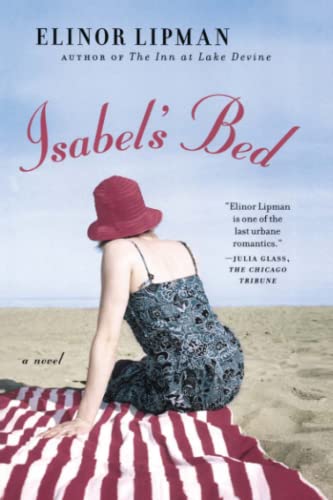 ELINOR LIPMAN
AUTHOR OF The Inn at Lake Devine
Isabel's Bed
"Elinor Lipman
is one of the
last urbane
romantics."
—JULIA GLASS,
THE CHICAGO
TRIBUNE
a novel